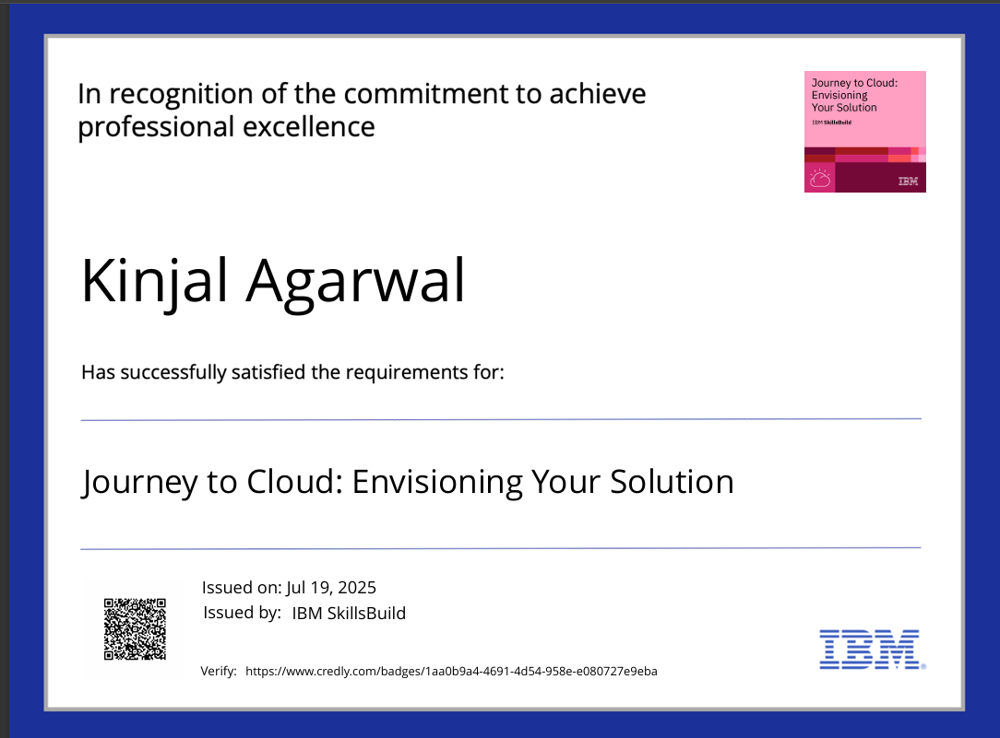 In recognition of the commitment to achieve
professional excellence
Journey to Cloud:
Envisioning
Your Solution
IBM SkillsBuild
IBM
Kinjal Agarwal
Has successfully satisfied the requirements for:
Journey to Cloud: Envisioning Your Solution
Issued on: Jul 19, 2025
Issued by: IBM SkillsBuild
Verify: https://www.credly.com/badges/1aa0b9a4-4691-4d54-958e-e080727e9eba
IBM®